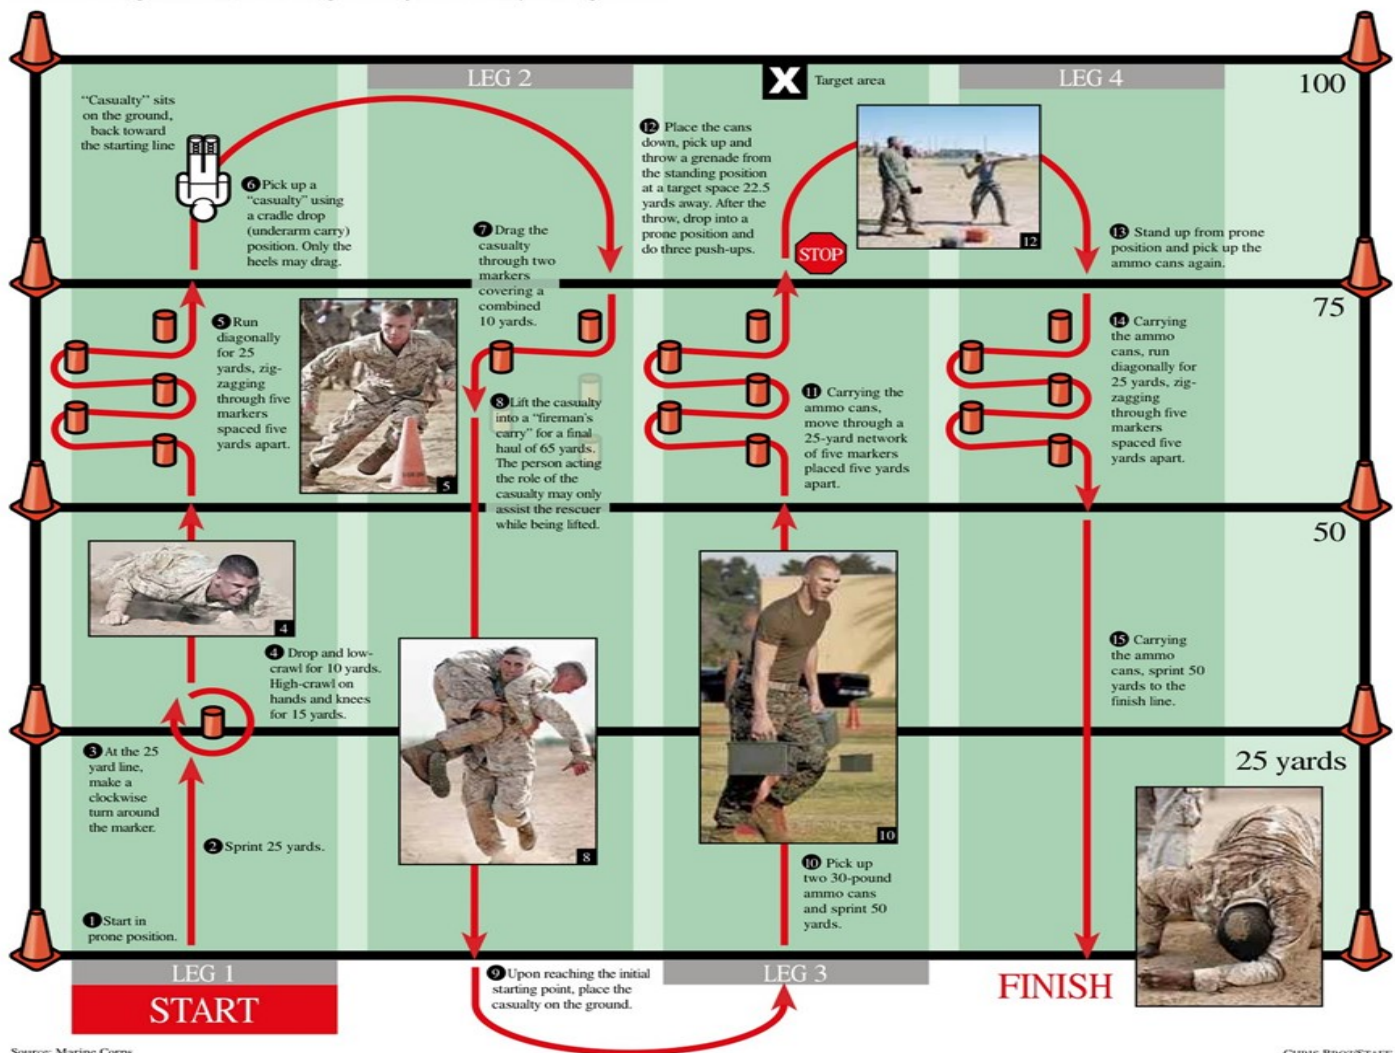 LEG 2
X
Target area
LEG 4
100
"Casualty" sits
on the ground,
back toward
the starting line
6 Pick up a
"casualty" using
a cradle drop
(underarm carry)
position. Only the
heels may drag.
7 Drag the
casualty
through two
markers
covering a
combined
10 yards.
12 Place the cans
down, pick up and
throw a grenade from
the standing position
at a target space 22.5
yards away. After the
throw, drop into a
prone position and
do three push-ups.
STOP
12
13 Stand up from prone
position and pick up the
ammo cans again.
75
5 Run
diagonally
for 25
yards, zig-
zagging
through five
markers
spaced five
yards apart.
5
8 Lift the casualty
into a "fireman's
carry" for a final
haul of 65 yards.
The person acting
the role of the
casualty may only
assist the rescuer
while being lifted.
11 Carrying the
ammo cans,
move through a
25-yard network
of five markers
placed five yards
apart.
14 Carrying
the ammo
cans, run
diagonally for
25 yards, zig-
zagging
through five
markers
spaced five
yards apart.
50
4
4 Drop and low-
crawl for 10 yards.
High-crawl on
hands and knees
for 15 yards.
3 At the 25
yard line,
make a
clockwise
turn around
the marker.
2 Sprint 25 yards.
1 Start in
prone position.
8
10
10 Pick up
two 30-pound
ammo cans
and sprint 50
yards.
15 Carrying
the ammo
cans, sprint 50
yards to the
finish line.
25 yards
LEG 1
START
9 Upon reaching the initial
starting point, place the
casualty on the ground.
LEG 3
FINISH
Source: Marine Corps
CHRIS BROZ/STAFF